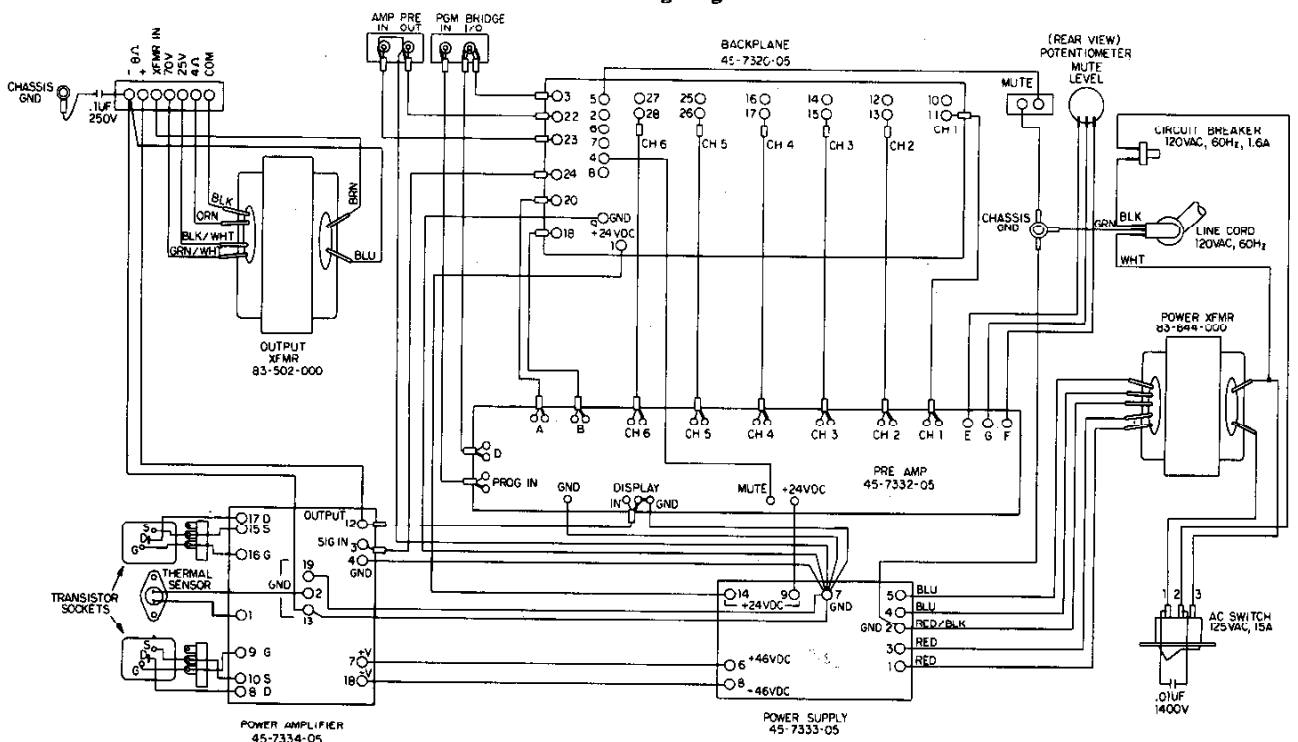 AMP IN
PRE OUT
PGM IN
BRIDGE I/O
- 8Ω +
XFMR IN
70V
25V
4Ω
COM
CHASSIS GND
.1UF 250V
BLK
ORN
BLK/WHT
GRN/WHT
BRN
BLU
OUTPUT
XFMR
83-502-000
BACKPLANE
45-7320-05
3
22
23
24
20
18
5
2
6
7
4
8
27
28
CH 6
25
26
CH 5
16
17
CH 4
14
15
CH 3
12
13
CH 2
10
11
CH 1
GND
9
+24VDC
1
MUTE
(REAR VIEW)
POTENTIOMETER
MUTE
LEVEL
CIRCUIT BREAKER
120VAC, 60Hz, 1.6A
CHASSIS
GND
GRN
BLK
WHT
LINE CORD
120VAC, 60Hz
POWER XFMR
83-644-000
A
B
CH 6
CH 5
CH 4
CH 3
CH 2
CH 1
E
G
F
D
PROG IN
GND
DISPLAY
IN
GND
MUTE
+24VDC
PRE AMP
45-7332-05
TRANSISTOR
SOCKETS
THERMAL
SENSOR
S
D
G
S
D
G
17 D
15 S
16 G
1
9 G
10 S
8 D
OUTPUT
12
SIG IN
3
4
GND
19
GND
2
13
+V
7
-V
18
POWER AMPLIFIER
45-7334-05
14
9
+24VDC
7
GND
6
+46VDC
8
-46VDC
5
4
GND 2
3
1
BLU
BLU
RED/BLK
RED
RED
POWER SUPPLY
45-7333-05
1
2
3
AC SWITCH
125VAC, 15A
.01UF
1400V